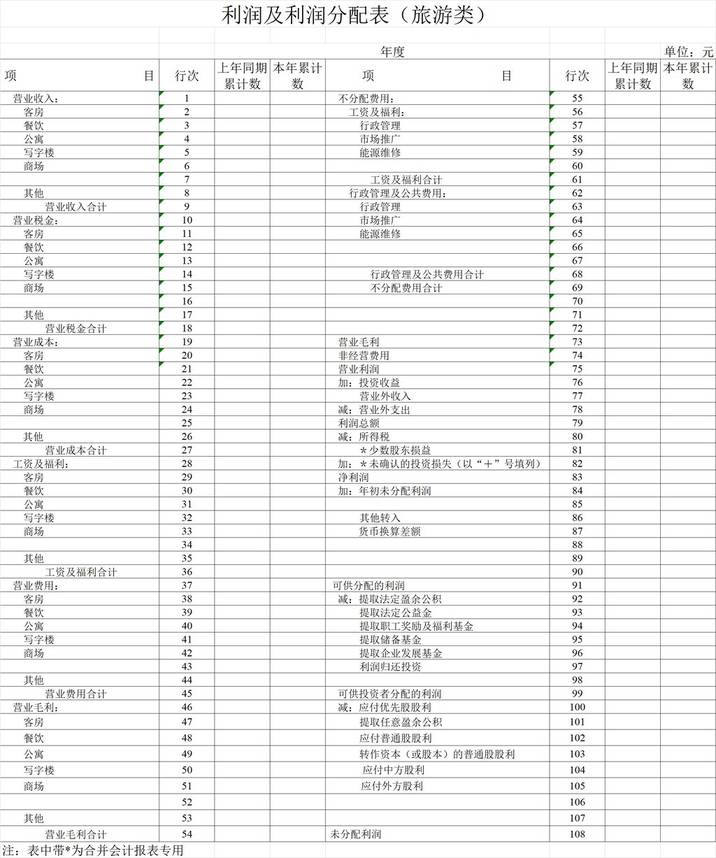 利润及利润分配表（旅游类）
年度 单位：元
项 目 行次 上年同期累计数 本年累计数 项 目 行次 上年同期累计数 本年累计数
营业收入： 1 不分配费用： 55
客房 2 工资及福利： 56
餐饮 3 行政管理 57
公寓 4 市场推广 58
写字楼 5 能源维修 59
商场 6 60
7 工资及福利合计 61
其他 8 行政管理及公共费用： 62
营业收入合计 9 行政管理 63
营业税金： 10 市场推广 64
客房 11 能源维修 65
餐饮 12 66
公寓 13 67
写字楼 14 行政管理及公共费用合计 68
商场 15 不分配费用合计 69
16 70
其他 17 71
营业税金合计 18 72
营业成本： 19 营业毛利 73
客房 20 非经营费用 74
餐饮 21 营业利润 75
公寓 22 加：投资收益 76
写字楼 23 营业外收入 77
商场 24 减：营业外支出 78
25 利润总额 79
其他 26 减：所得税 80
营业成本合计 27 ＊少数股东损益 81
工资及福利： 28 加：＊未确认的投资损失（以“＋”号填列） 82
客房 29 净利润 83
餐饮 30 加：年初未分配利润 84
公寓 31 85
写字楼 32 其他转入 86
商场 33 货币换算差额 87
34 88
其他 35 89
工资及福利合计 36 90
营业费用： 37 可供分配的利润 91
客房 38 减：提取法定盈余公积 92
餐饮 39 提取法定公益金 93
公寓 40 提取职工奖励及福利基金 94
写字楼 41 提取储备基金 95
商场 42 提取企业发展基金 96
43 利润归还投资 97
其他 44 98
营业费用合计 45 可供投资者分配的利润 99
营业毛利： 46 减：应付优先股股利 100
客房 47 提取任意盈余公积 101
餐饮 48 应付普通股股利 102
公寓 49 转作资本（或股本）的普通股股利 103
写字楼 50 应付中方股利 104
商场 51 应付外方股利 105
52 106
其他 53 107
营业毛利合计 54 未分配利润 108
注：表中带*为合并会计报表专用